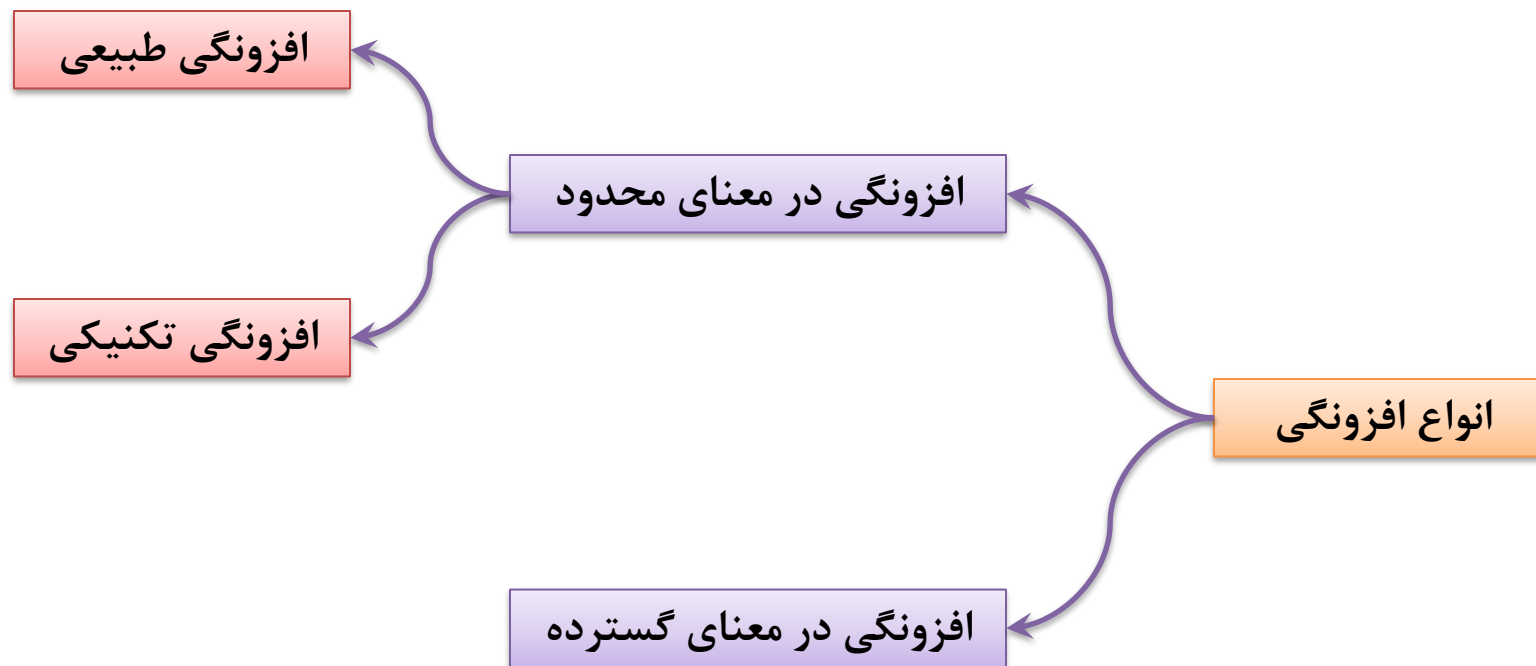 انواع افزونگی
افزونگی در معنای محدود
افزونگی طبیعی
افزونگی تکنیکی
افزونگی در معنای گسترده